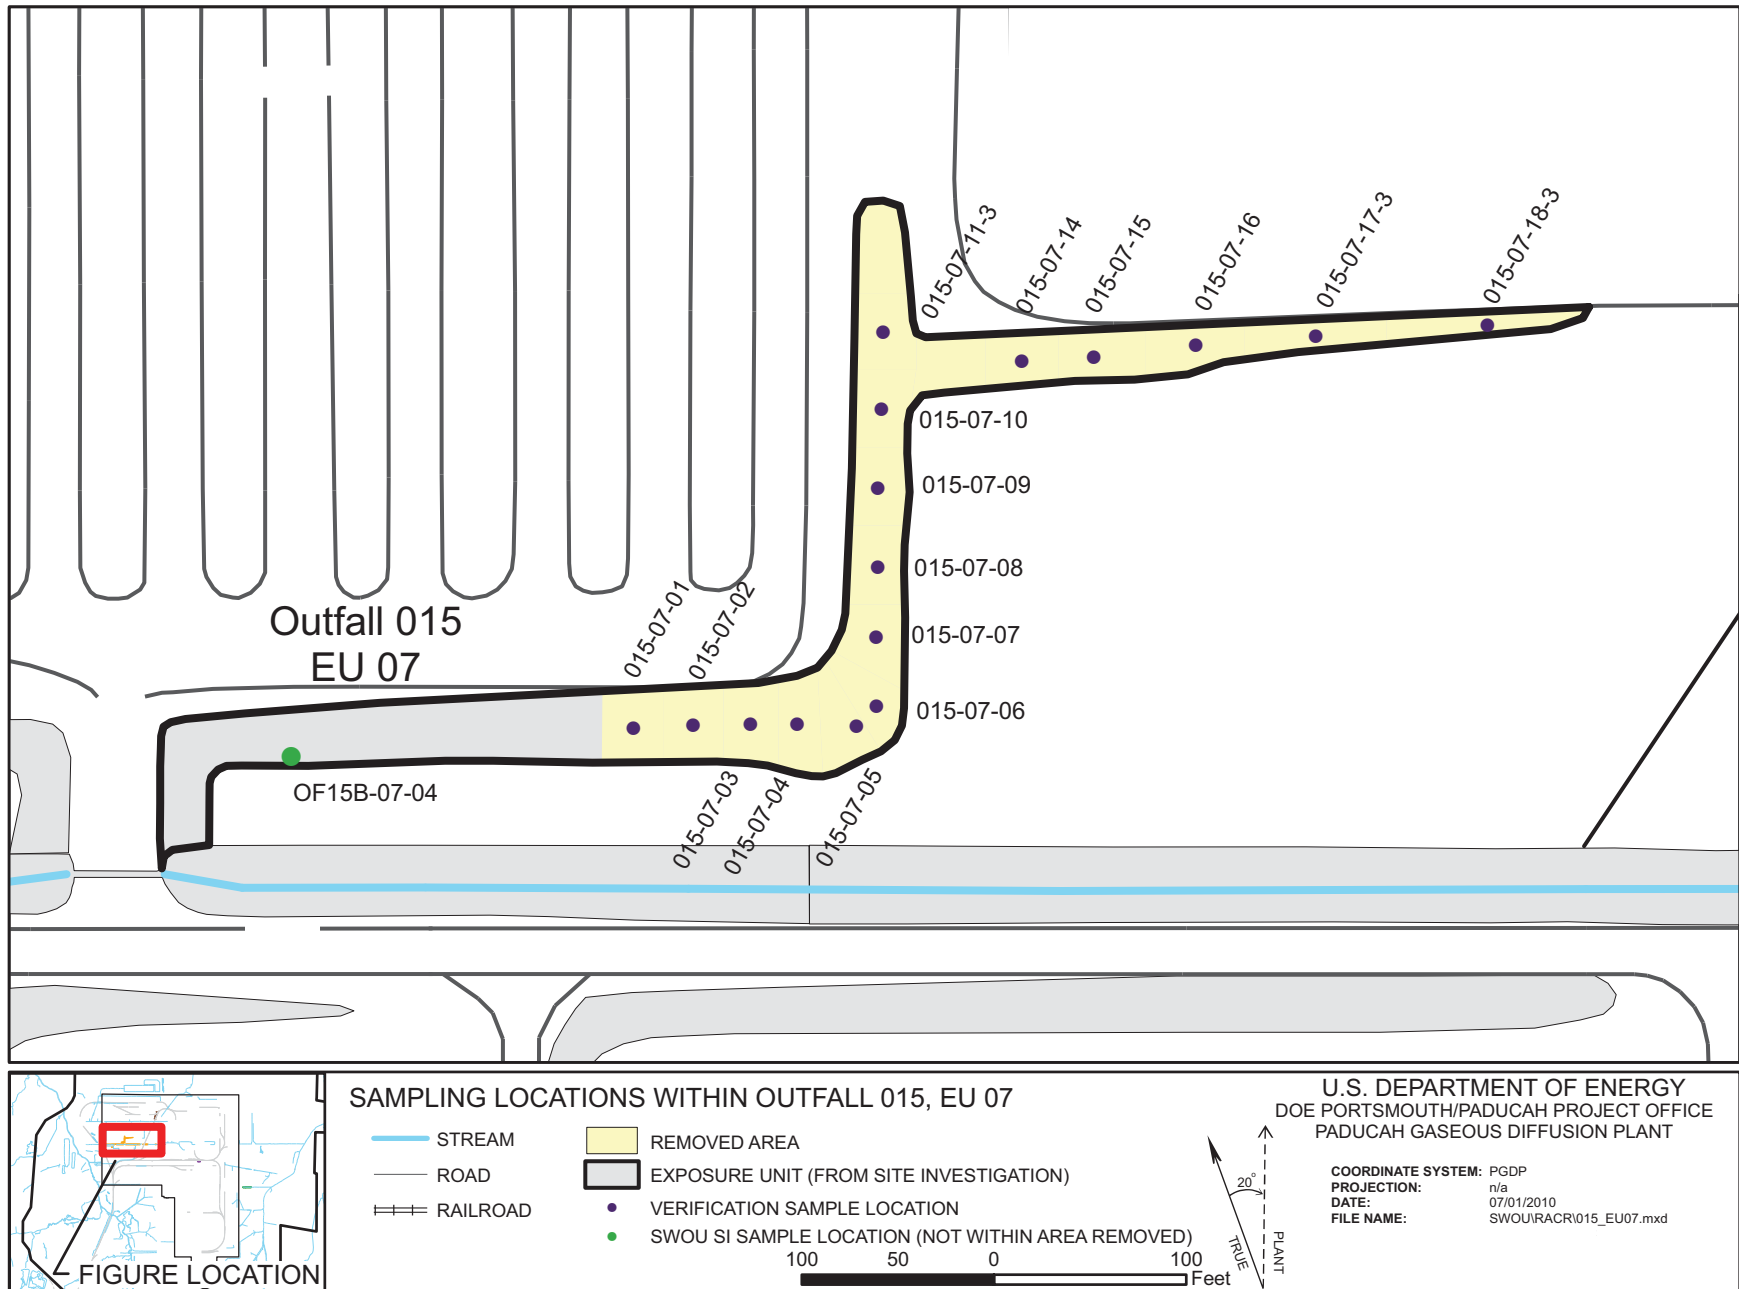 015-07-11-3
015-07-14
015-07-15
015-07-16
015-07-17-3
015-07-18-3
015-07-10
015-07-09
015-07-08
015-07-07
015-07-06
015-07-01
015-07-02
Outfall 015
EU 07
OF15B-07-04
015-07-03
015-07-04
015-07-05
FIGURE LOCATION
SAMPLING LOCATIONS WITHIN OUTFALL 015, EU 07
STREAM
ROAD
RAILROAD
REMOVED AREA
EXPOSURE UNIT (FROM SITE INVESTIGATION)
VERIFICATION SAMPLE LOCATION
SWOU SI SAMPLE LOCATION (NOT WITHIN AREA REMOVED)
100 50 0 100
Feet
20°
TRUE
PLANT
U.S. DEPARTMENT OF ENERGY
DOE PORTSMOUTH/PADUCAH PROJECT OFFICE
PADUCAH GASEOUS DIFFUSION PLANT
COORDINATE SYSTEM: PGDP
PROJECTION: n/a
DATE: 07/01/2010
FILE NAME: SWOU\RACR\015_EU07.mxd